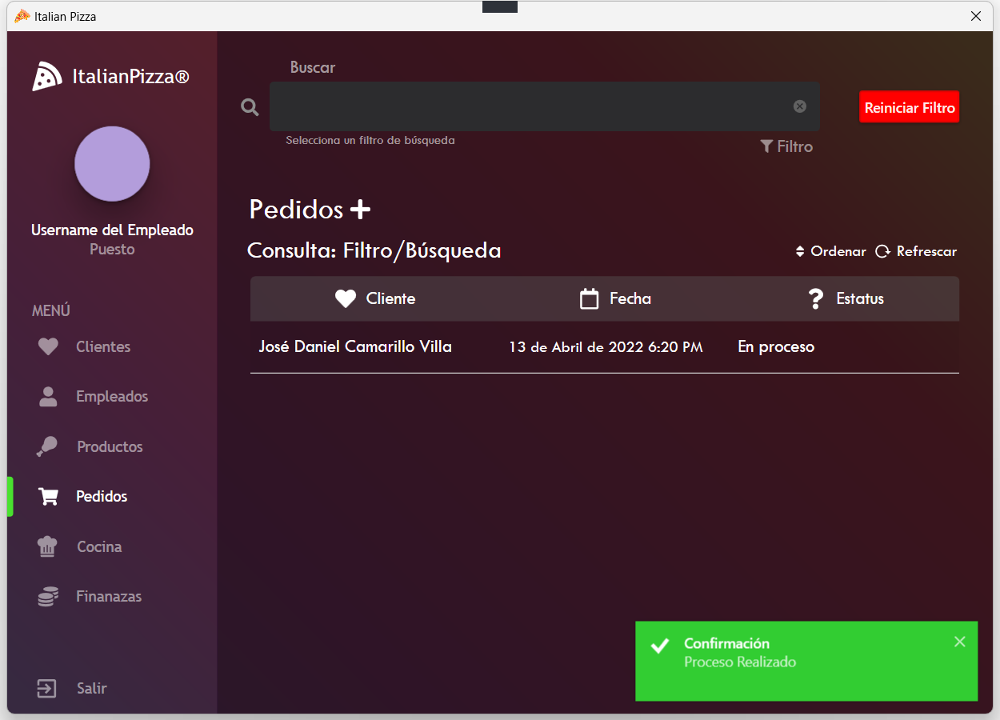 Italian Pizza
ItalianPizza®
Username del Empleado
Puesto
MENÚ
Clientes
Empleados
Productos
Pedidos
Cocina
Finanazas
Salir
Buscar
Selecciona un filtro de búsqueda
Filtro
Reiniciar Filtro
Pedidos
Consulta: Filtro/Búsqueda
Ordenar Refrescar
Cliente Fecha Estatus
José Daniel Camarillo Villa 13 de Abril de 2022 6:20 PM En proceso
Confirmación
Proceso Realizado